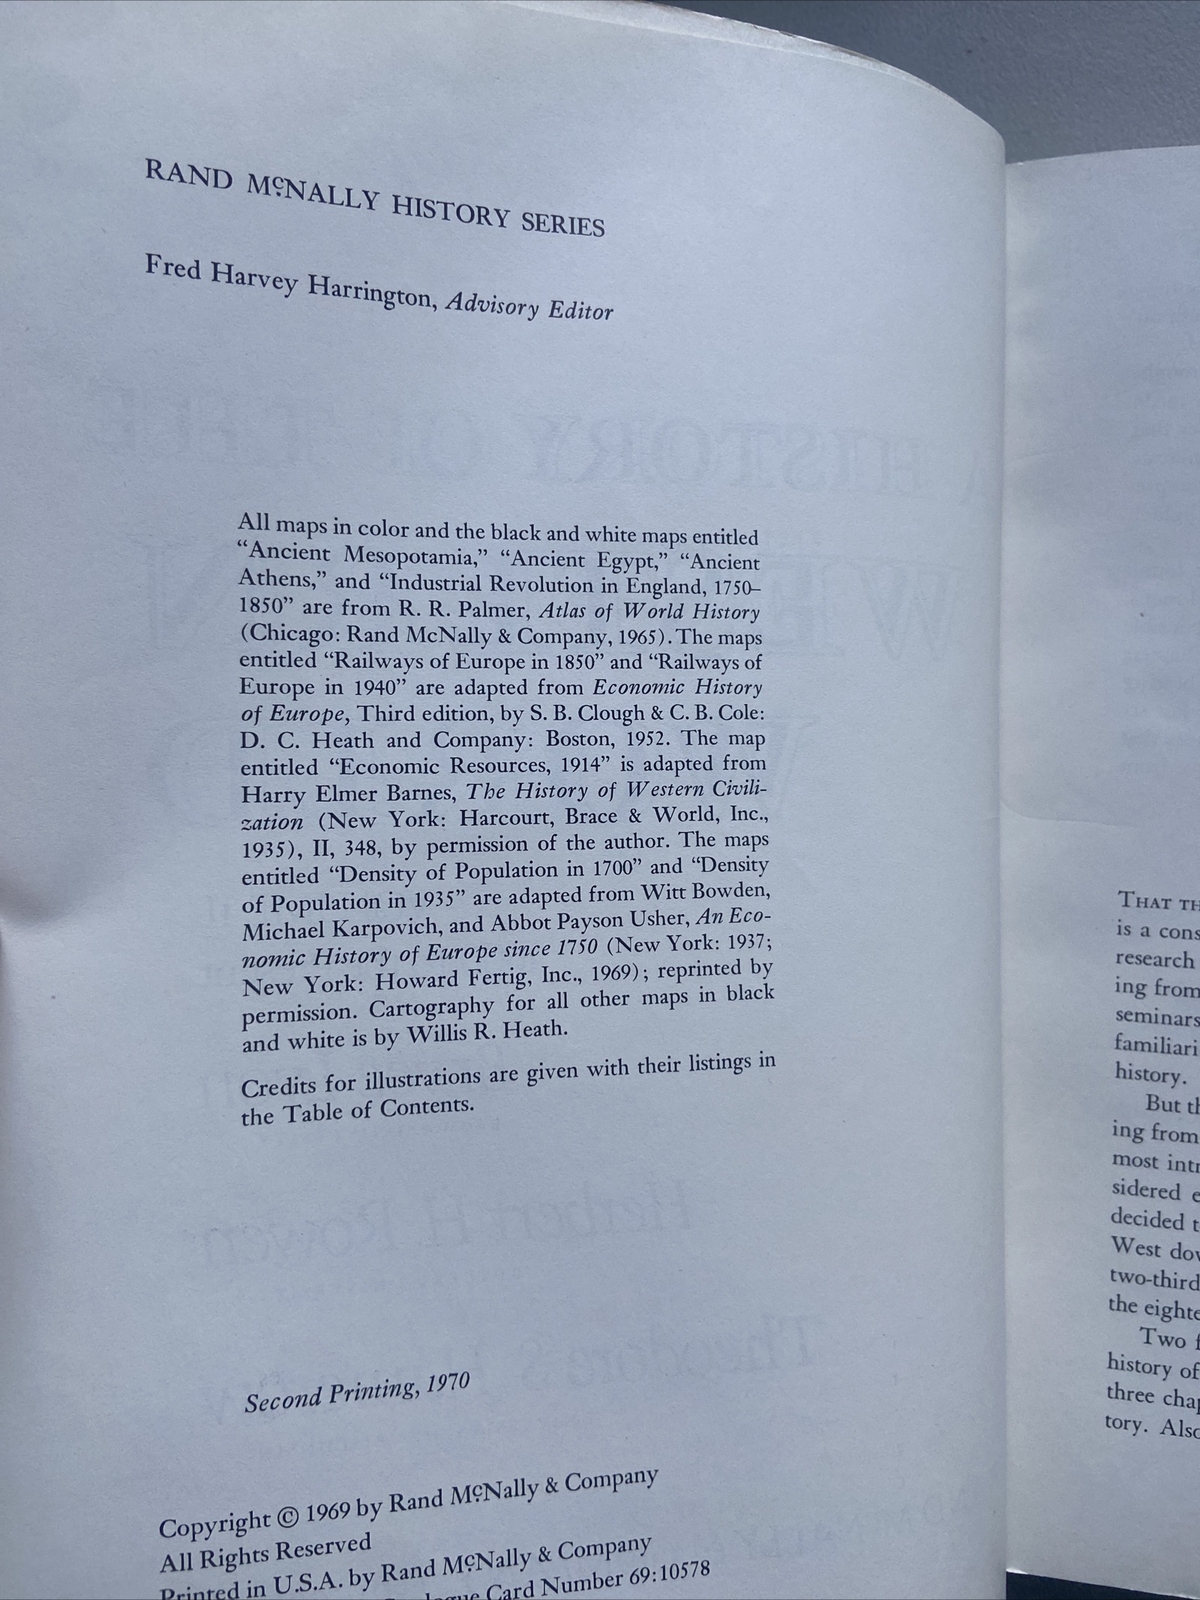 RAND McNALLY HISTORY SERIES
Fred Harvey Harrington, Advisory Editor
All maps in color and the black and white maps entitled
“Ancient Mesopotamia,” “Ancient Egypt,” “Ancient
Athens,” and “Industrial Revolution in England, 1750–
1850” are from R. R. Palmer, Atlas of World History
(Chicago: Rand McNally & Company, 1965). The maps
entitled “Railways of Europe in 1850” and “Railways of
Europe in 1940” are adapted from Economic History
of Europe, Third edition, by S. B. Clough & C. B. Cole:
D. C. Heath and Company: Boston, 1952. The map
entitled “Economic Resources, 1914” is adapted from
Harry Elmer Barnes, The History of Western Civili-
zation (New York: Harcourt, Brace & World, Inc.,
1935), II, 348, by permission of the author. The maps
entitled “Density of Population in 1700” and “Density
of Population in 1935” are adapted from Witt Bowden,
Michael Karpovich, and Abbot Payson Usher, An Eco-
nomic History of Europe since 1750 (New York: 1937;
New York: Howard Fertig, Inc., 1969); reprinted by
permission. Cartography for all other maps in black
and white is by Willis R. Heath.
Credits for illustrations are given with their listings in
the Table of Contents.
Second Printing, 1970
Copyright © 1969 by Rand McNally & Company
All Rights Reserved
Printed in U.S.A. by Rand McNally & Company
Card Number 69:10578
THAT
is a
research
ing from
seminars
history.
But
ing from
most
decided
West
the
Two
history of
three
tory. Also